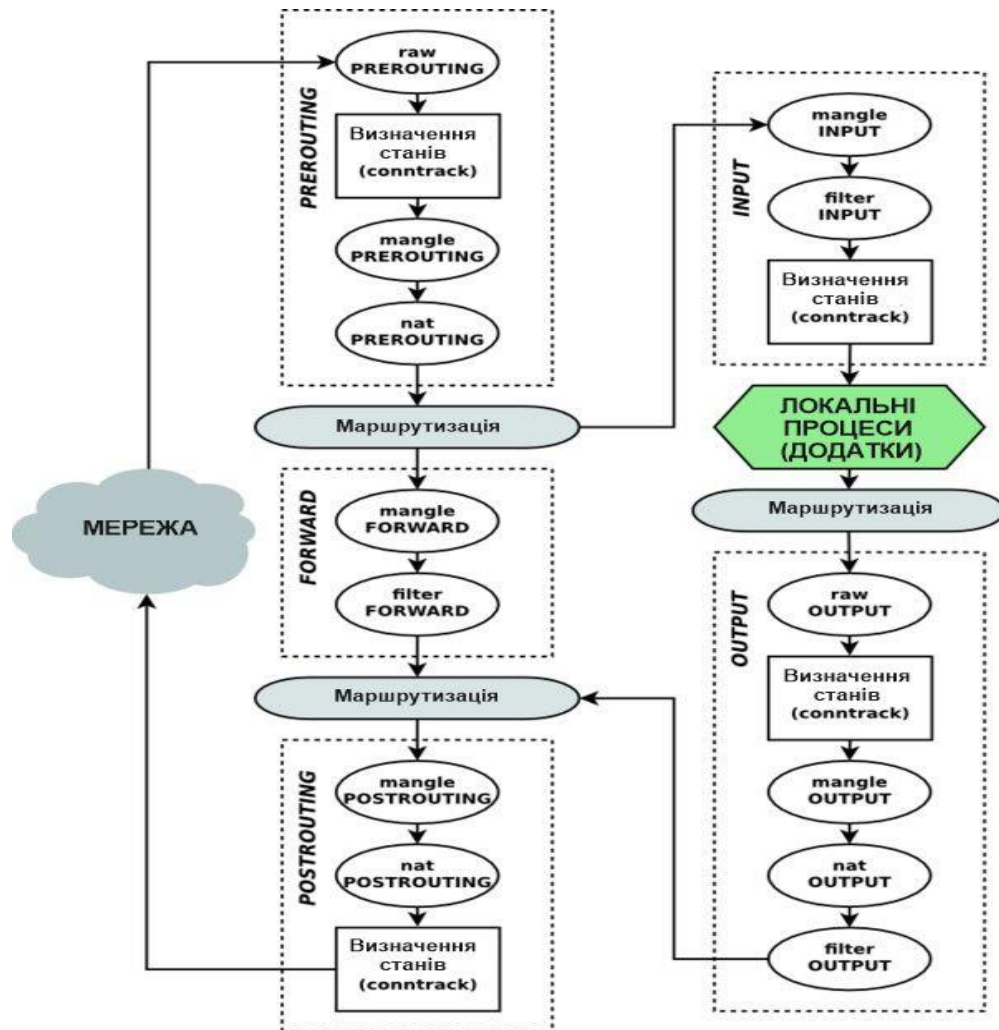 raw
PREROUTING
Визначення
станів
(conntrack)
mangle
PREROUTING
nat
PREROUTING
PREROUTING
Маршрутизація
mangle
INPUT
filter
INPUT
Визначення
станів
(conntrack)
INPUT
ЛОКАЛЬНІ
ПРОЦЕСИ
(ДОДАТКИ)
Маршрутизація
МЕРЕЖА
mangle
FORWARD
filter
FORWARD
FORWARD
Маршрутизація
raw
OUTPUT
Визначення
станів
(conntrack)
mangle
OUTPUT
nat
OUTPUT
filter
OUTPUT
OUTPUT
mangle
POSTROUTING
nat
POSTROUTING
Визначення
станів
(conntrack)
POSTROUTING